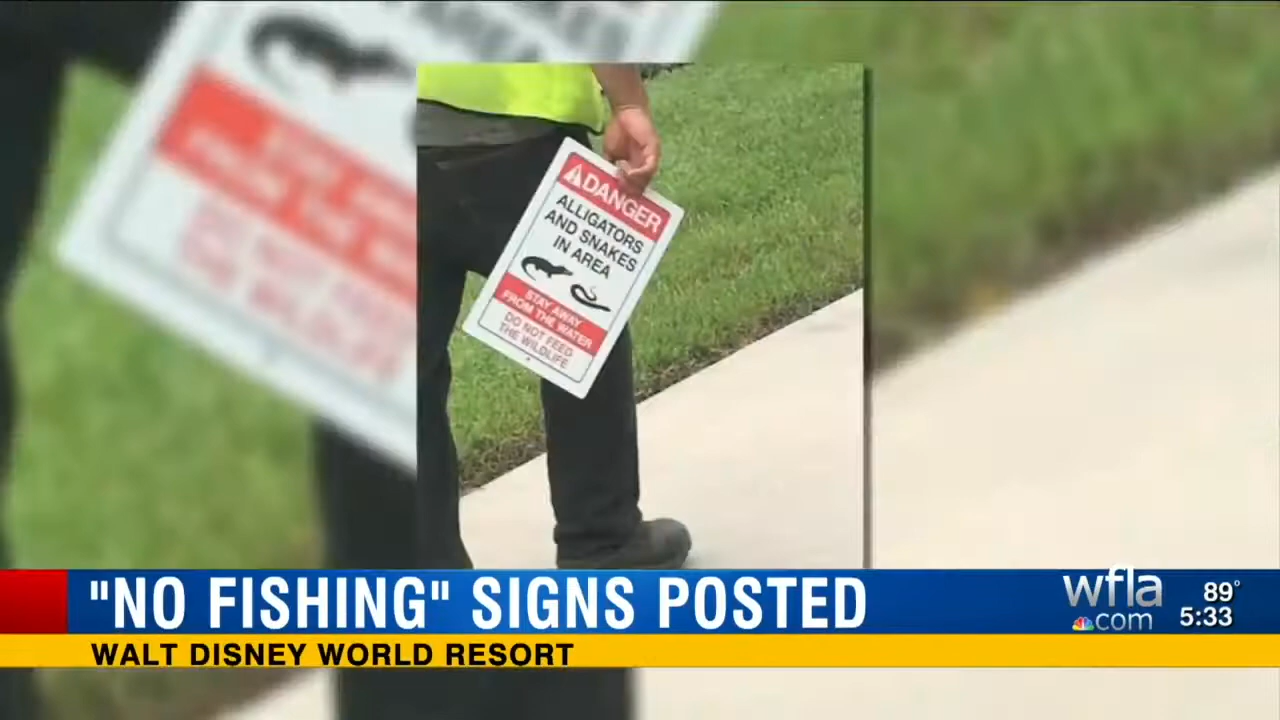 DANGER
ALLIGATORS
AND SNAKES
IN AREA
STAY AWAY
FROM THE WATER
DO NOT FEED
THE WILDLIFE
"NO FISHING" SIGNS POSTED
WALT DISNEY WORLD RESORT
wfla
.com
89°
5:33